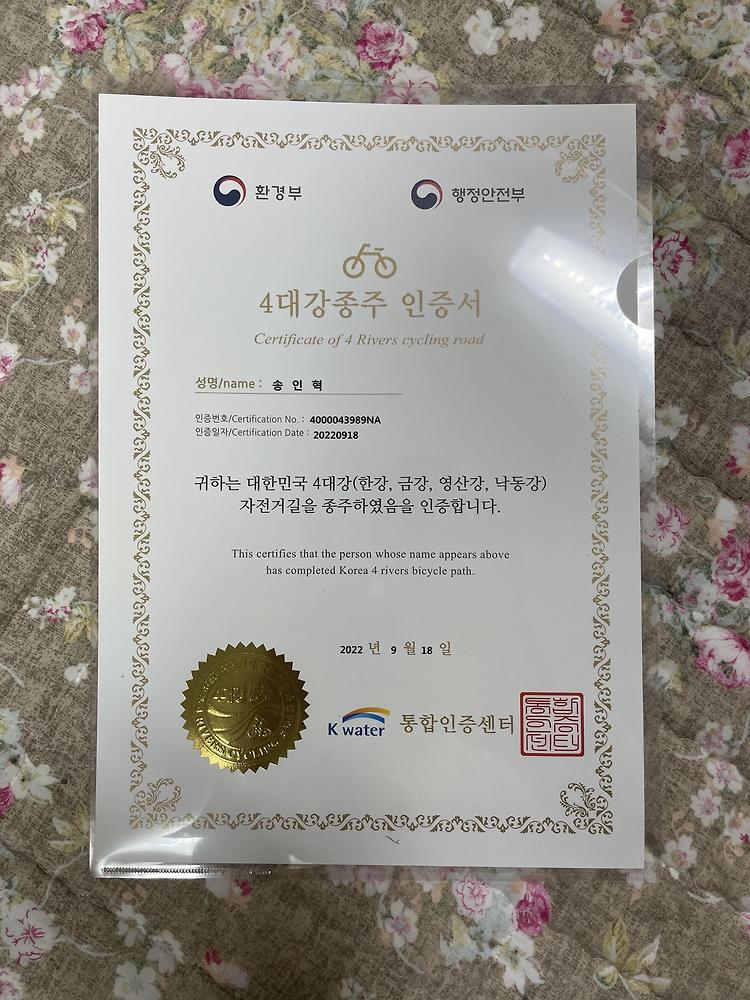 환경부
행정안전부
4대강종주 인증서
Certificate of 4 Rivers cycling road
성명/name : 송 인 혁
인증번호/Certification No. : 4000043989NA
인증일자/Certification Date : 20220918
귀하는 대한민국 4대강(한강, 금강, 영산강, 낙동강)
자전거길을 종주하였음을 인증합니다.
This certifies that the person whose name appears above
has completed Korea 4 rivers bicycle path.
2022 년 9 월 18 일
RIVERS CYCLING ROAD
K water 통합인증센터